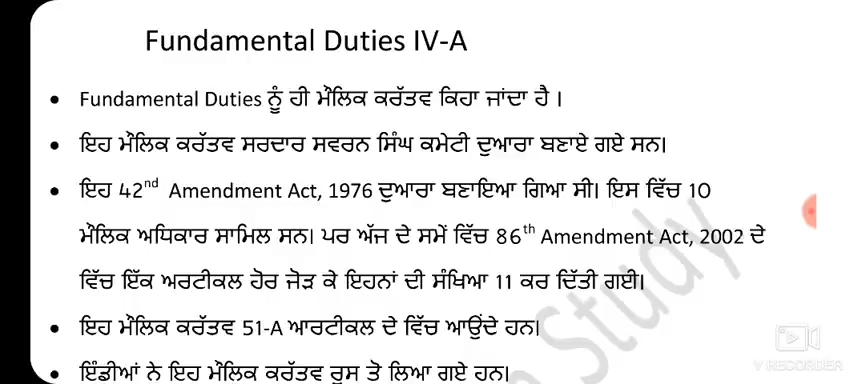 Fundamental Duties IV-A
• Fundamental Duties ਨੂੰ ਹੀ ਮੌਲਿਕ ਕਰੱਤਵ ਕਿਹਾ ਜਾਂਦਾ ਹੈ ।
• ਇਹ ਮੌਲਿਕ ਕਰੱਤਵ ਸਰਦਾਰ ਸਵਰਨ ਸਿੰਘ ਕਮੇਟੀ ਦੁਆਰਾ ਬਣਾਏ ਗਏ ਸਨ।
• ਇਹ 42nd Amendment Act, 1976 ਦੁਆਰਾ ਬਣਾਇਆ ਗਿਆ ਸੀ। ਇਸ ਵਿੱਚ 10
ਮੌਲਿਕ ਅਧਿਕਾਰ ਸਾਮਿਲ ਸਨ। ਪਰ ਅੱਜ ਦੇ ਸਮੇਂ ਵਿੱਚ 86th Amendment Act, 2002 ਦੇ
ਵਿੱਚ ਇੱਕ ਅਰਟੀਕਲ ਹੋਰ ਜੋੜ ਕੇ ਇਹਨਾਂ ਦੀ ਸੰਖਿਆ 11 ਕਰ ਦਿੱਤੀ ਗਈ।
• ਇਹ ਮੌਲਿਕ ਕਰੱਤਵ 51-A ਆਰਟੀਕਲ ਦੇ ਵਿੱਚ ਆਉਂਦੇ ਹਨ।
• ਇੰਡੀਆਂ ਨੇ ਇਹ ਮੌਲਿਕ ਕਰੱਤਵ ਰੂਸ ਤੋ ਲਿਆ ਗਏ ਹਨ।
Study
RECORDER